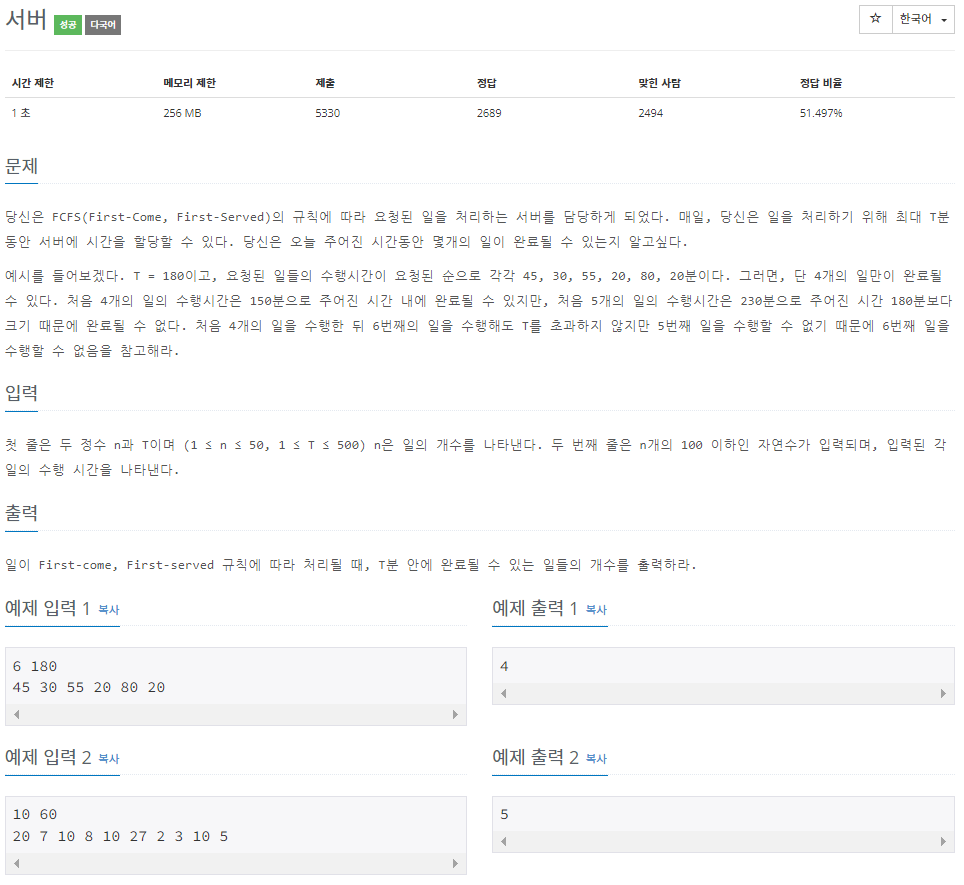 서버 성공 다국어
☆ 한국어
시간 제한 메모리 제한 제출 정답 맞힌 사람 정답 비율
1 초 256 MB 5330 2689 2494 51.497%
문제
당신은 FCFS(First-Come, First-Served)의 규칙에 따라 요청된 일을 처리하는 서버를 담당하게 되었다. 매일, 당신은 일을 처리하기 위해 최대 T분
동안 서버에 시간을 할당할 수 있다. 당신은 오늘 주어진 시간동안 몇개의 일이 완료될 수 있는지 알고싶다.
예시를 들어보겠다. T = 180이고, 요청된 일들의 수행시간이 요청된 순으로 각각 45, 30, 55, 20, 80, 20분이다. 그러면, 단 4개의 일만이 완료될
수 있다. 처음 4개의 일의 수행시간은 150분으로 주어진 시간 내에 완료될 수 있지만, 처음 5개의 일의 수행시간은 230분으로 주어진 시간 180분보다
크기 때문에 완료될 수 없다. 처음 4개의 일을 수행한 뒤 6번째의 일을 수행해도 T를 초과하지 않지만 5번째 일을 수행할 수 없기 때문에 6번째 일을
수행할 수 없음을 참고해라.
입력
첫 줄은 두 정수 n과 T이며 (1 ≤ n ≤ 50, 1 ≤ T ≤ 500) n은 일의 개수를 나타낸다. 두 번째 줄은 n개의 100 이하인 자연수가 입력되며, 입력된 각
일의 수행 시간을 나타낸다.
출력
일이 First-come, First-served 규칙에 따라 처리될 때, T분 안에 완료될 수 있는 일들의 개수를 출력하라.
예제 입력 1 복사
6 180
45 30 55 20 80 20
예제 출력 1 복사
4
예제 입력 2 복사
10 60
20 7 10 8 10 27 2 3 10 5
예제 출력 2 복사
5